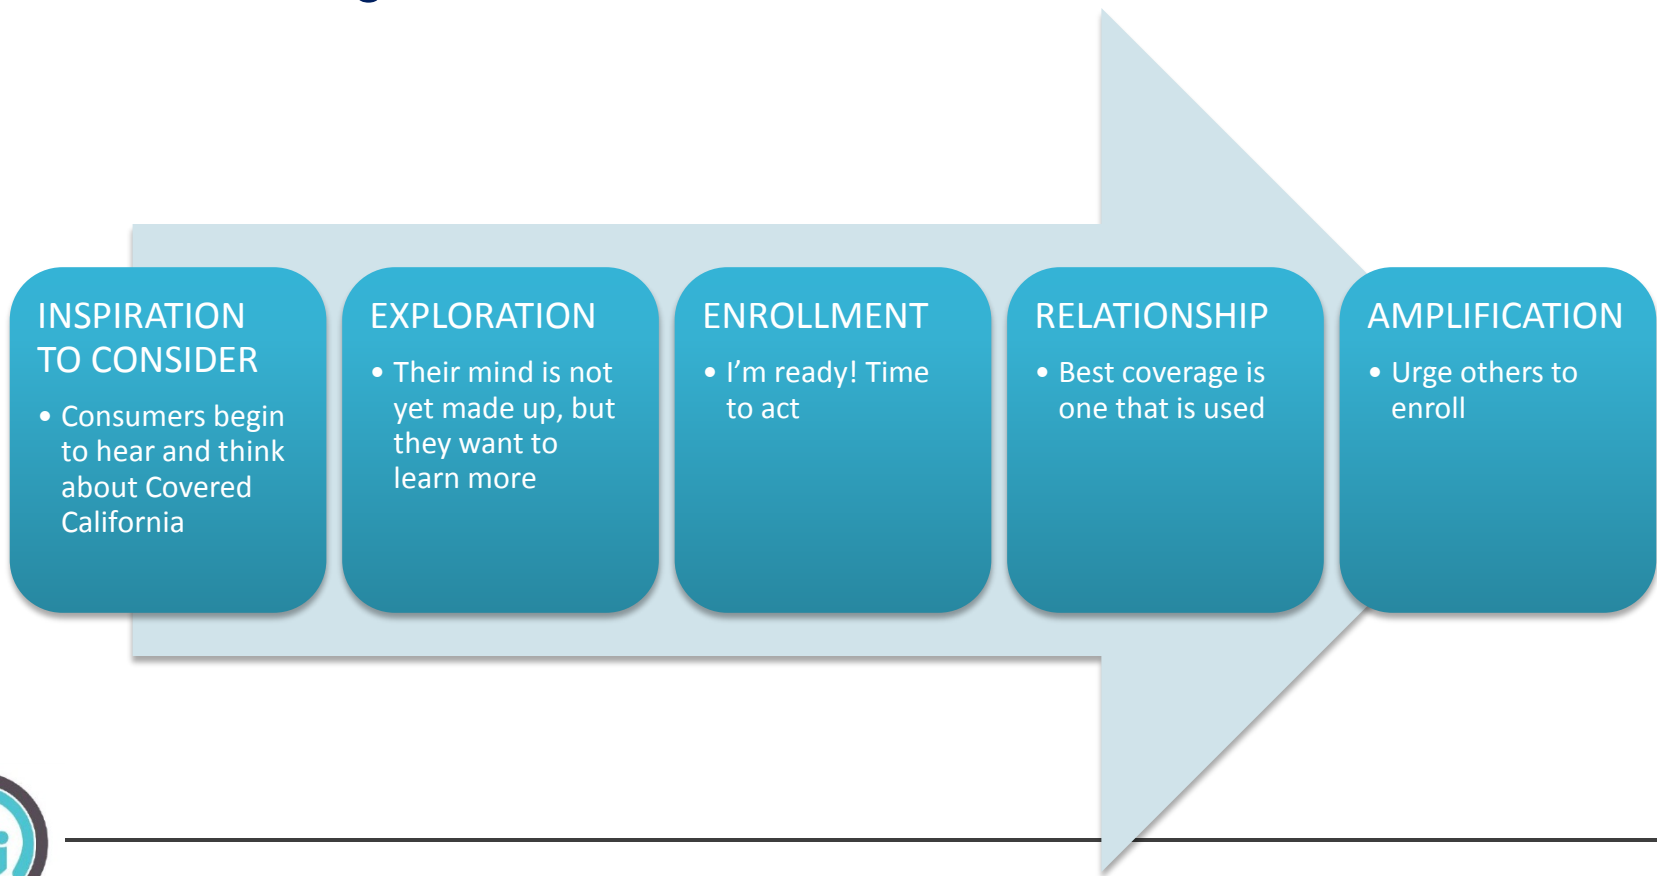 INSPIRATION
TO CONSIDER
• Consumers begin
to hear and think
about Covered
California
EXPLORATION
• Their mind is not
yet made up, but
they want to
learn more
ENROLLMENT
• I’m ready! Time
to act
RELATIONSHIP
• Best coverage is
one that is used
AMPLIFICATION
• Urge others to
enroll